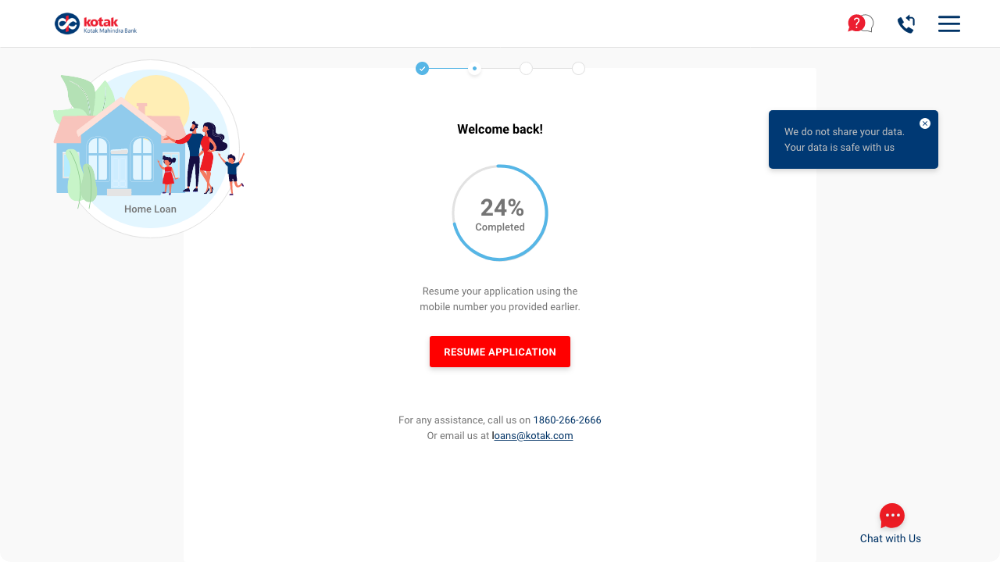 kotak
Kotak Mahindra Bank
?
Welcome back!
We do not share your data.
Your data is safe with us
24%
Completed
Home Loan
Resume your application using the
mobile number you provided earlier.
RESUME APPLICATION
For any assistance, call us on 1860-266-2666
Or email us at loans@kotak.com
Chat with Us